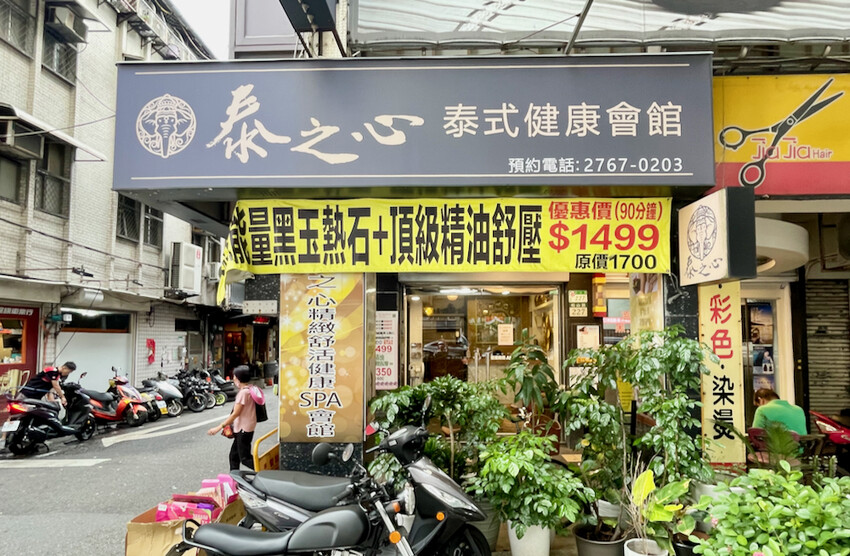 泰之心 泰式健康會館
預約電話:2767-0203
能量黑玉熱石+頂級精油舒壓
優惠價(90分鐘)
$1499
原價1700
泰之心
JiaJia Hair
之心精緻舒活健康SPA會館
彩色.染燙
499
350
227